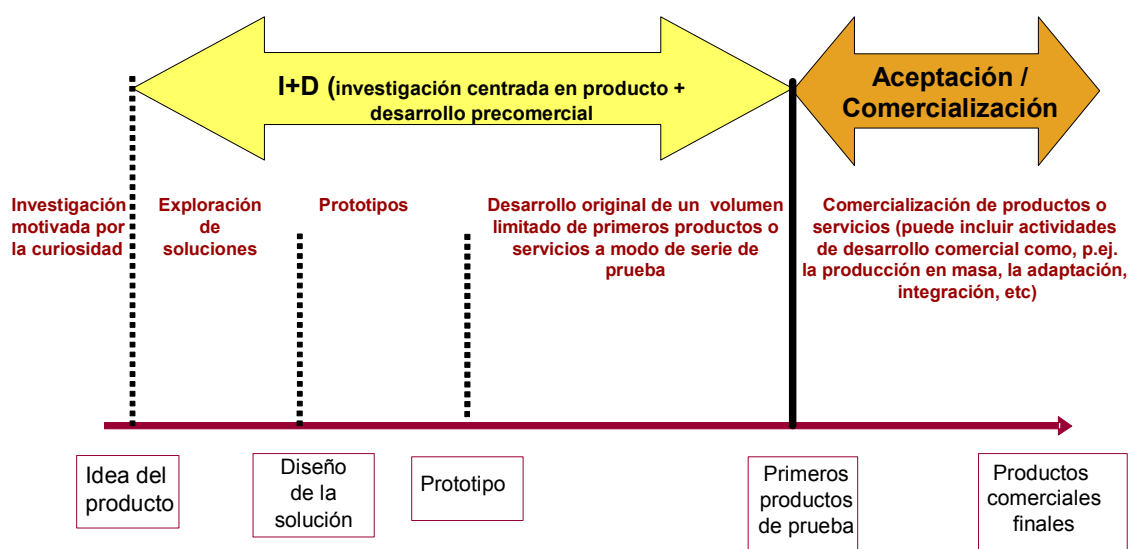 I+D (investigación centrada en producto +
desarrollo precomercial
Aceptación /
Comercialización
Investigación
motivada por
la curiosidad
Exploración
de
soluciones
Prototipos
Desarrollo original de un volumen
limitado de primeros productos o
servicios a modo de serie de
prueba
Comercialización de productos o
servicios (puede incluir actividades
de desarrollo comercial como, p.ej.
la producción en masa, la adaptación,
integración, etc)
Idea del
producto
Diseño
de la
solución
Prototipo
Primeros
productos
de prueba
Productos
comerciales
finales